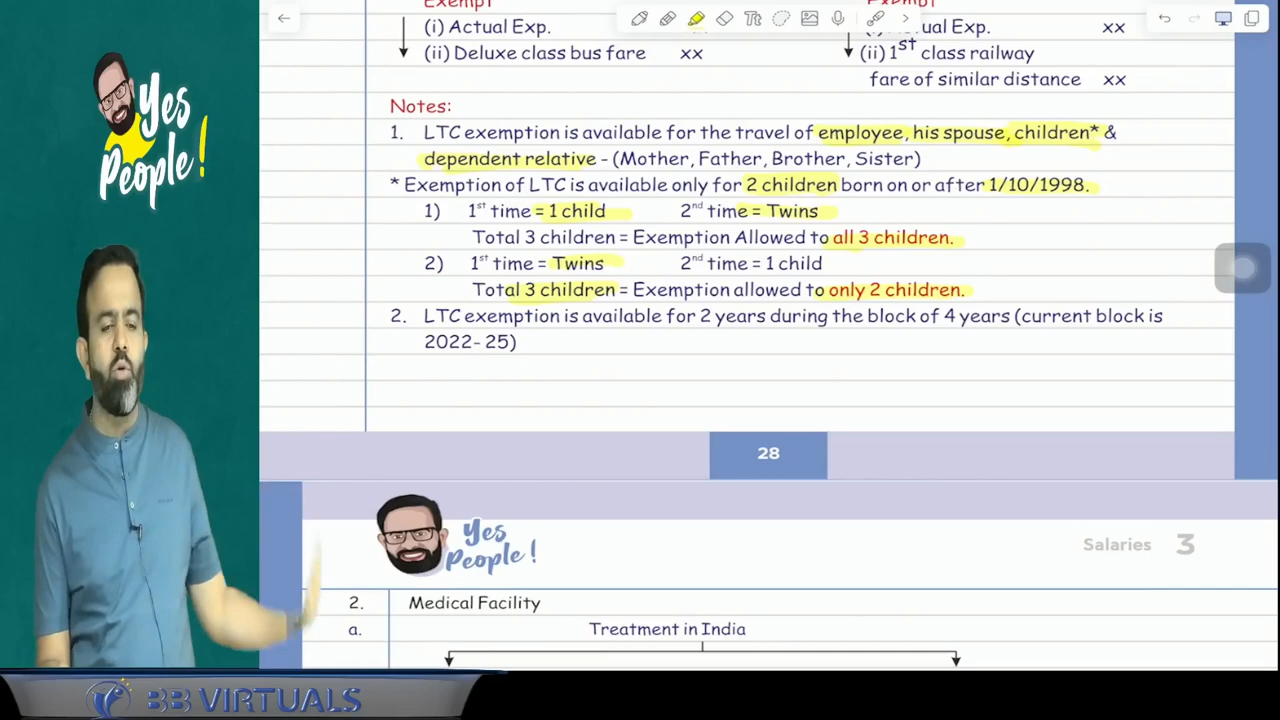 Exempt
Exempt
(i) Actual Exp.
(i) Actual Exp. xx
(ii) Deluxe class bus fare xx
(ii) 1st class railway
fare of similar distance xx
Notes:
1. LTC exemption is available for the travel of employee, his spouse, children* &
dependent relative - (Mother, Father, Brother, Sister)
* Exemption of LTC is available only for 2 children born on or after 1/10/1998.
1) 1st time = 1 child 2nd time = Twins
Total 3 children = Exemption Allowed to all 3 children.
2) 1st time = Twins 2nd time = 1 child
Total 3 children = Exemption allowed to only 2 children.
2. LTC exemption is available for 2 years during the block of 4 years (current block is
2022- 25)
28
Yes
People!
Yes
People!
Salaries 3
2. Medical Facility
a. Treatment in India
BB VIRTUALS